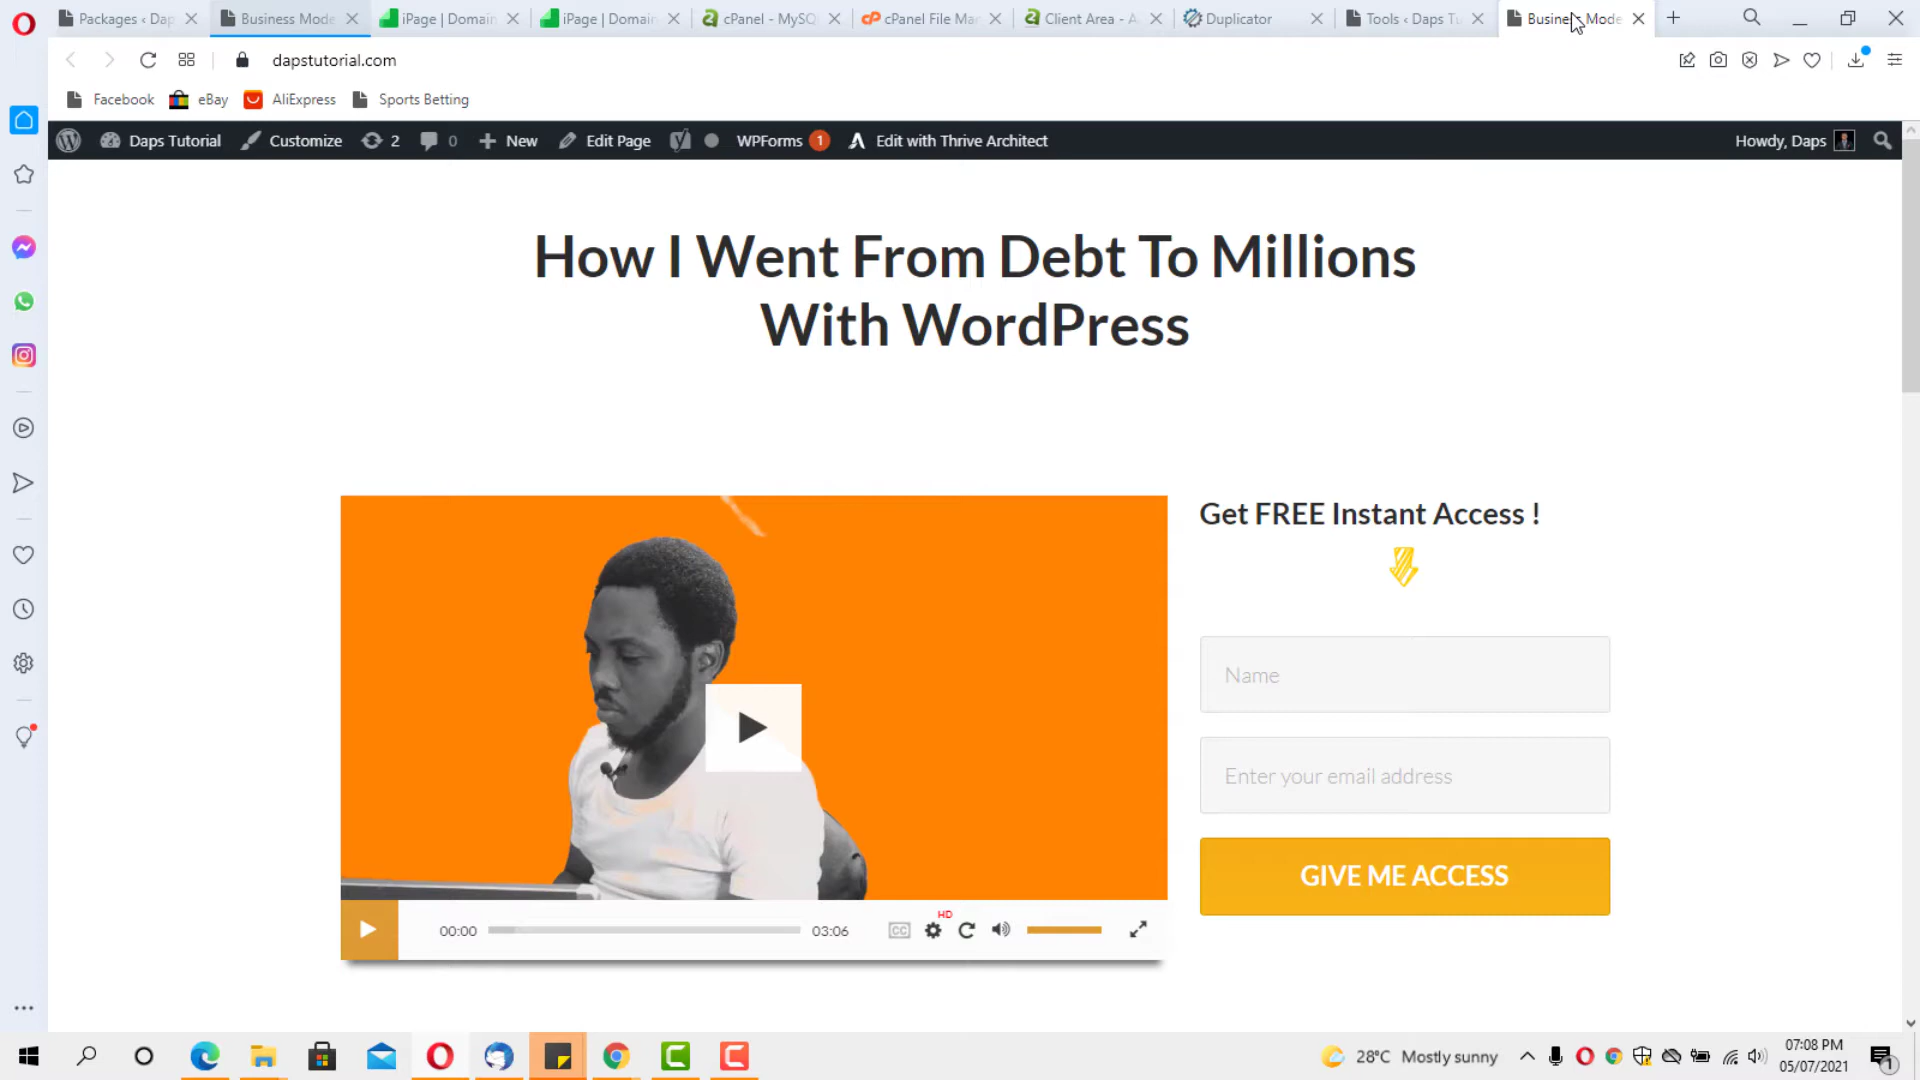 Packages ‹ Dap
Business Mode
iPage | Domain
iPage | Domain
cPanel - MySQ
cPanel File Mar
Client Area - A
Duplicator
Tools ‹ Daps Tu
Business Mode
dapstutorial.com
Facebook
eBay
AliExpress
Sports Betting
Daps Tutorial
Customize
2
0
New
Edit Page
WPForms 1
Edit with Thrive Architect
Howdy, Daps
How I Went From Debt To Millions
With WordPress
Get FREE Instant Access !
Name
Enter your email address
GIVE ME ACCESS
00:00
03:06
CC
HD
28°C Mostly sunny
07:08 PM
05/07/2021
1